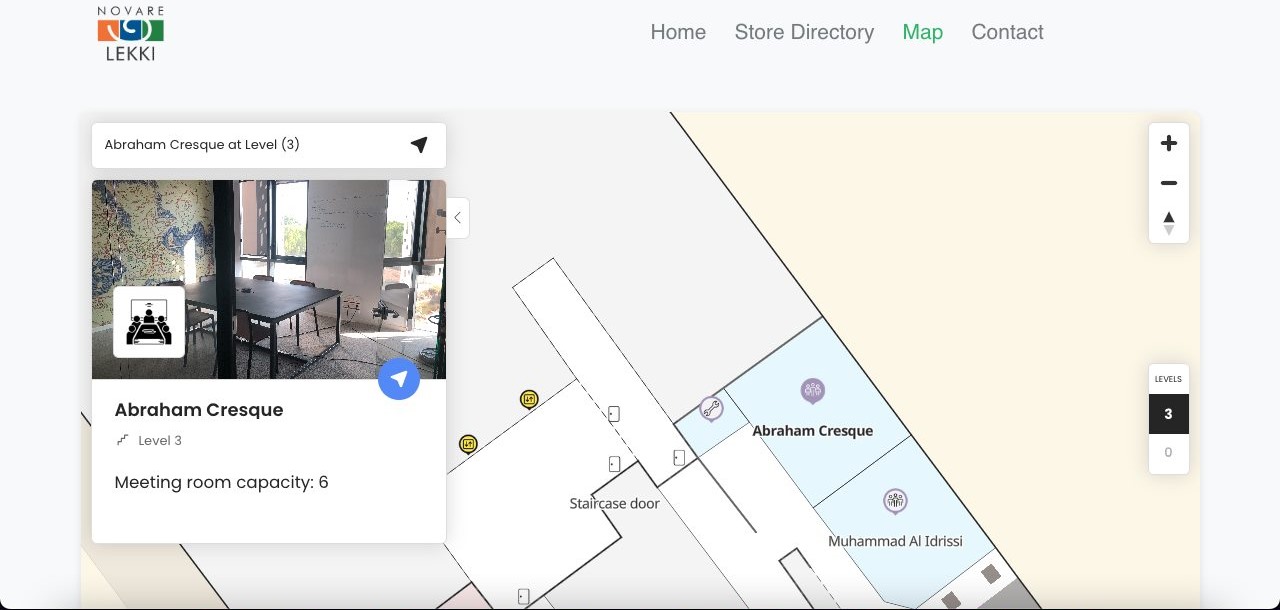 NOVARE
LEKKI
Home
Store Directory
Map
Contact
Abraham Cresque at Level (3)
Abraham Cresque
Level 3
Meeting room capacity: 6
Abraham Cresque
Staircase door
Muhammad Al Idrissi
LEVELS
3
0